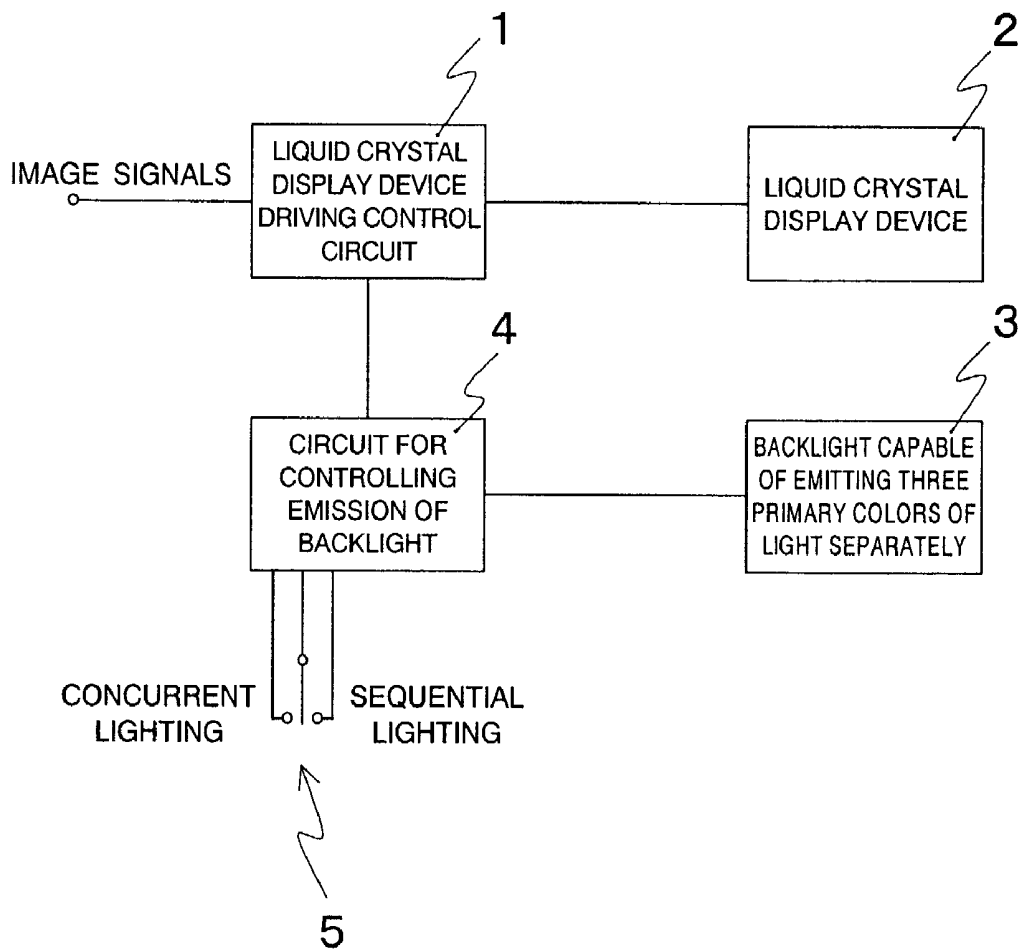 1
2
IMAGE SIGNALS
LIQUID CRYSTAL
DISPLAY DEVICE
DRIVING CONTROL
CIRCUIT
LIQUID CRYSTAL
DISPLAY DEVICE
4
3
CIRCUIT FOR
CONTROLLING
EMISSION OF
BACKLIGHT
BACKLIGHT CAPABLE
OF EMITTING THREE
PRIMARY COLORS OF
LIGHT SEPARATELY
CONCURRENT
LIGHTING
SEQUENTIAL
LIGHTING
5